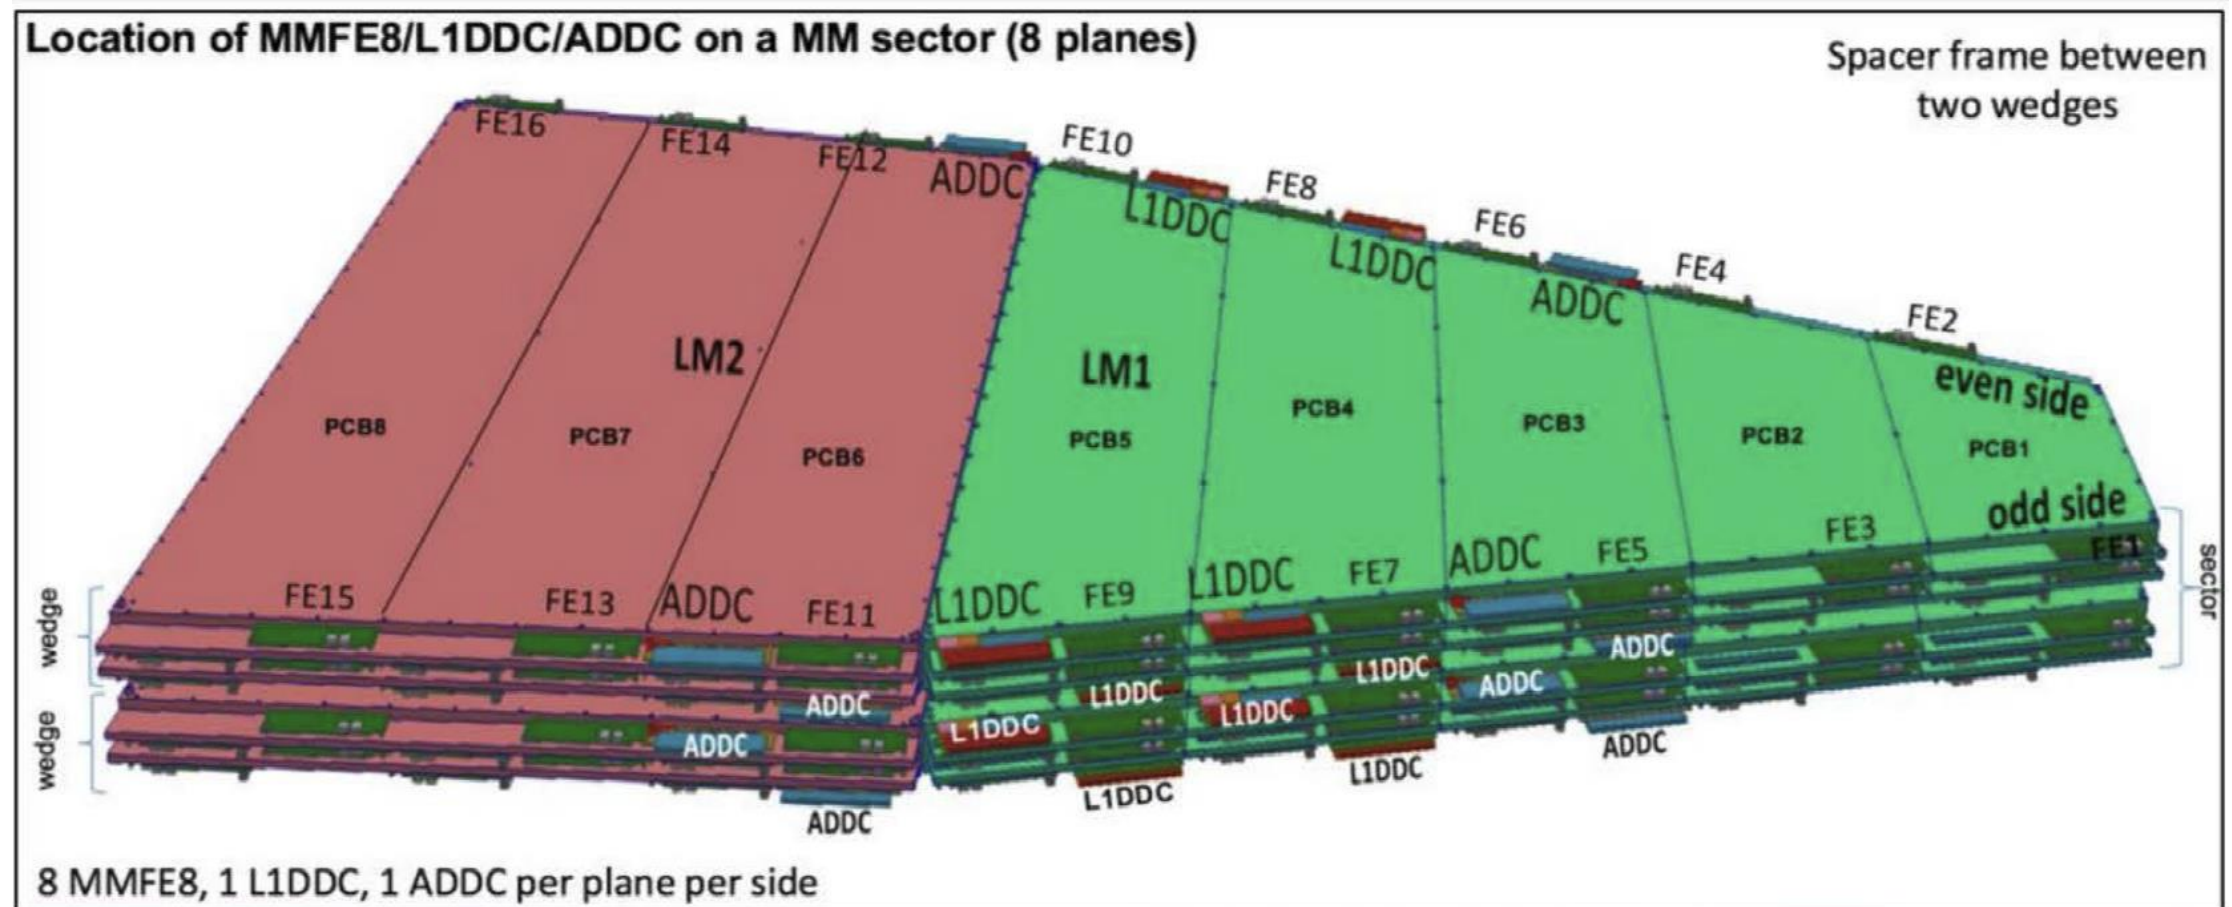 Location of MMFE8/L1DDC/ADDC on a MM sector (8 planes)
Spacer frame between
two wedges
FE16
FE14
FE12
ADDC
FE10
L1DDC
FE8
L1DDC
FE6
ADDC
FE4
FE2
even side
LM2
LM1
PCB8
PCB7
PCB6
PCB5
PCB4
PCB3
PCB2
PCB1
odd side
FE15
FE13
ADDC
FE11
L1DDC
FE9
L1DDC
FE7
ADDC
FE5
FE3
FE1
sector
wedge
wedge
ADDC
L1DDC
L1DDC
ADDC
ADDC
L1DDC
L1DDC
ADDC
ADDC
L1DDC
L1DDC
ADDC
8 MMFE8, 1 L1DDC, 1 ADDC per plane per side